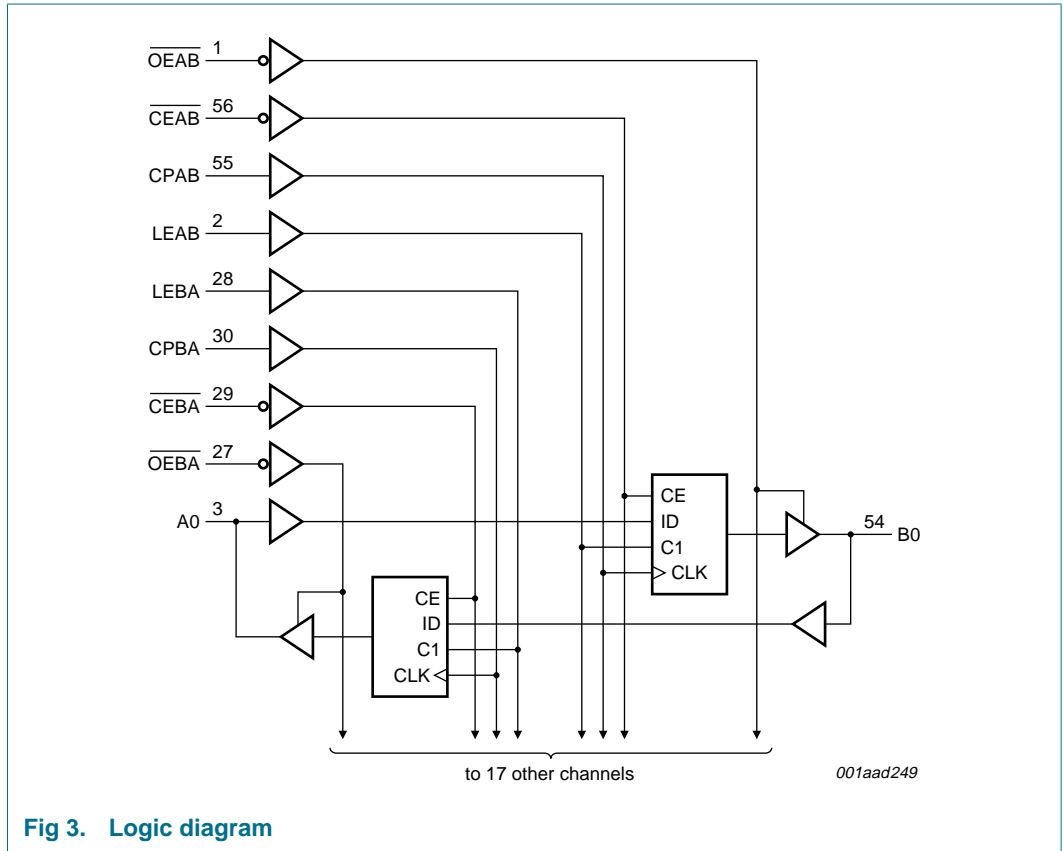 OEAB 1
CEAB 56
CPAB 55
LEAB 2
LEBA 28
CPBA 30
CEBA 29
OEBA 27
A0 3
CE
ID
C1
CLK
54 B0
CE
ID
C1
CLK
to 17 other channels
001aad249
Fig 3. Logic diagram